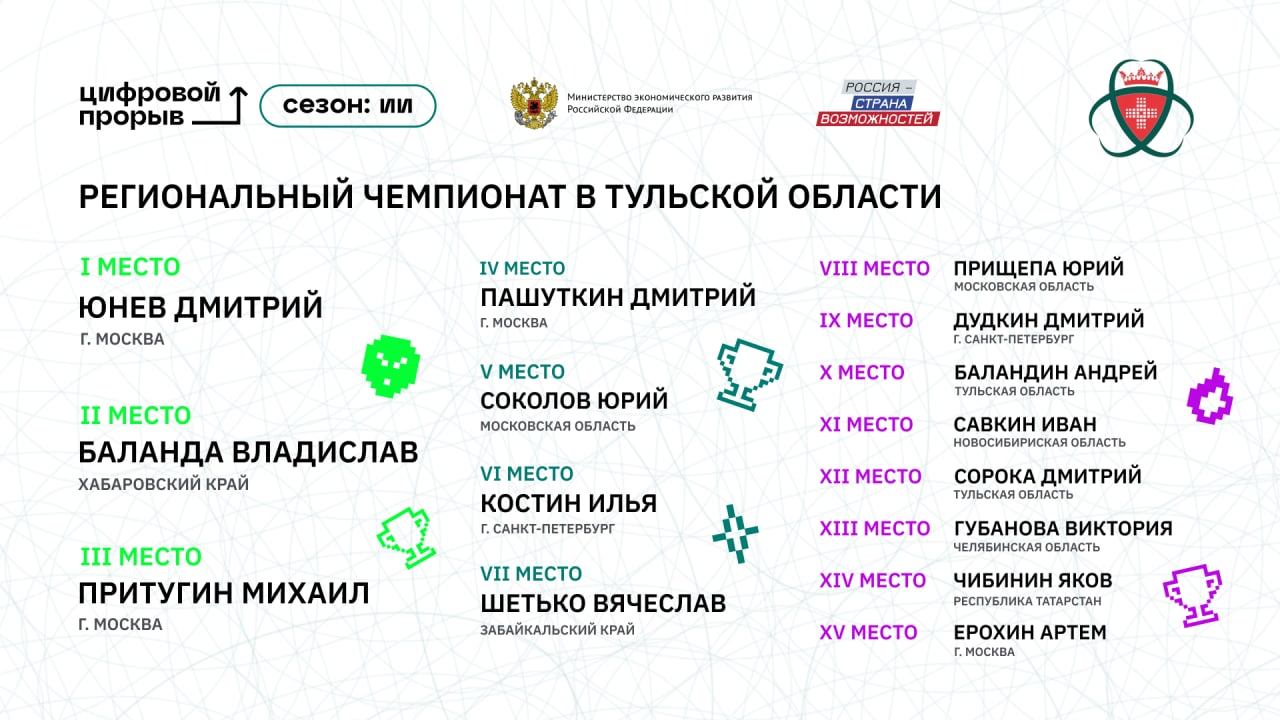 цифровой
прорыв
сезон: ии
Министерство экономического развития
Российской Федерации
РОССИЯ –
СТРАНА
ВОЗМОЖНОСТЕЙ
РЕГИОНАЛЬНЫЙ ЧЕМПИОНАТ В ТУЛЬСКОЙ ОБЛАСТИ
I МЕСТО
ЮНЕВ ДМИТРИЙ
Г. МОСКВА
II МЕСТО
БАЛАНДА ВЛАДИСЛАВ
ХАБАРОВСКИЙ КРАЙ
III МЕСТО
ПРИТУГИН МИХАИЛ
Г. МОСКВА
IV МЕСТО
ПАШУТКИН ДМИТРИЙ
Г. МОСКВА
V МЕСТО
СОКОЛОВ ЮРИЙ
МОСКОВСКАЯ ОБЛАСТЬ
VI МЕСТО
КОСТИН ИЛЬЯ
Г. САНКТ-ПЕТЕРБУРГ
VII МЕСТО
ШЕТЬКО ВЯЧЕСЛАВ
ЗАБАЙКАЛЬСКИЙ КРАЙ
VIII МЕСТО ПРИЩЕПА ЮРИЙ
МОСКОВСКАЯ ОБЛАСТЬ
IX МЕСТО ДУДКИН ДМИТРИЙ
Г. САНКТ-ПЕТЕРБУРГ
X МЕСТО БАЛАНДИН АНДРЕЙ
ТУЛЬСКАЯ ОБЛАСТЬ
XI МЕСТО САВКИН ИВАН
НОВОСИБИРИСКАЯ ОБЛАСТЬ
XII МЕСТО СОРОКА ДМИТРИЙ
ТУЛЬСКАЯ ОБЛАСТЬ
XIII МЕСТО ГУБАНОВА ВИКТОРИЯ
ЧЕЛЯБИНСКАЯ ОБЛАСТЬ
XIV МЕСТО ЧИБИНИН ЯКОВ
РЕСПУБЛИКА ТАТАРСТАН
XV МЕСТО ЕРОХИН АРТЕМ
Г. МОСКВА